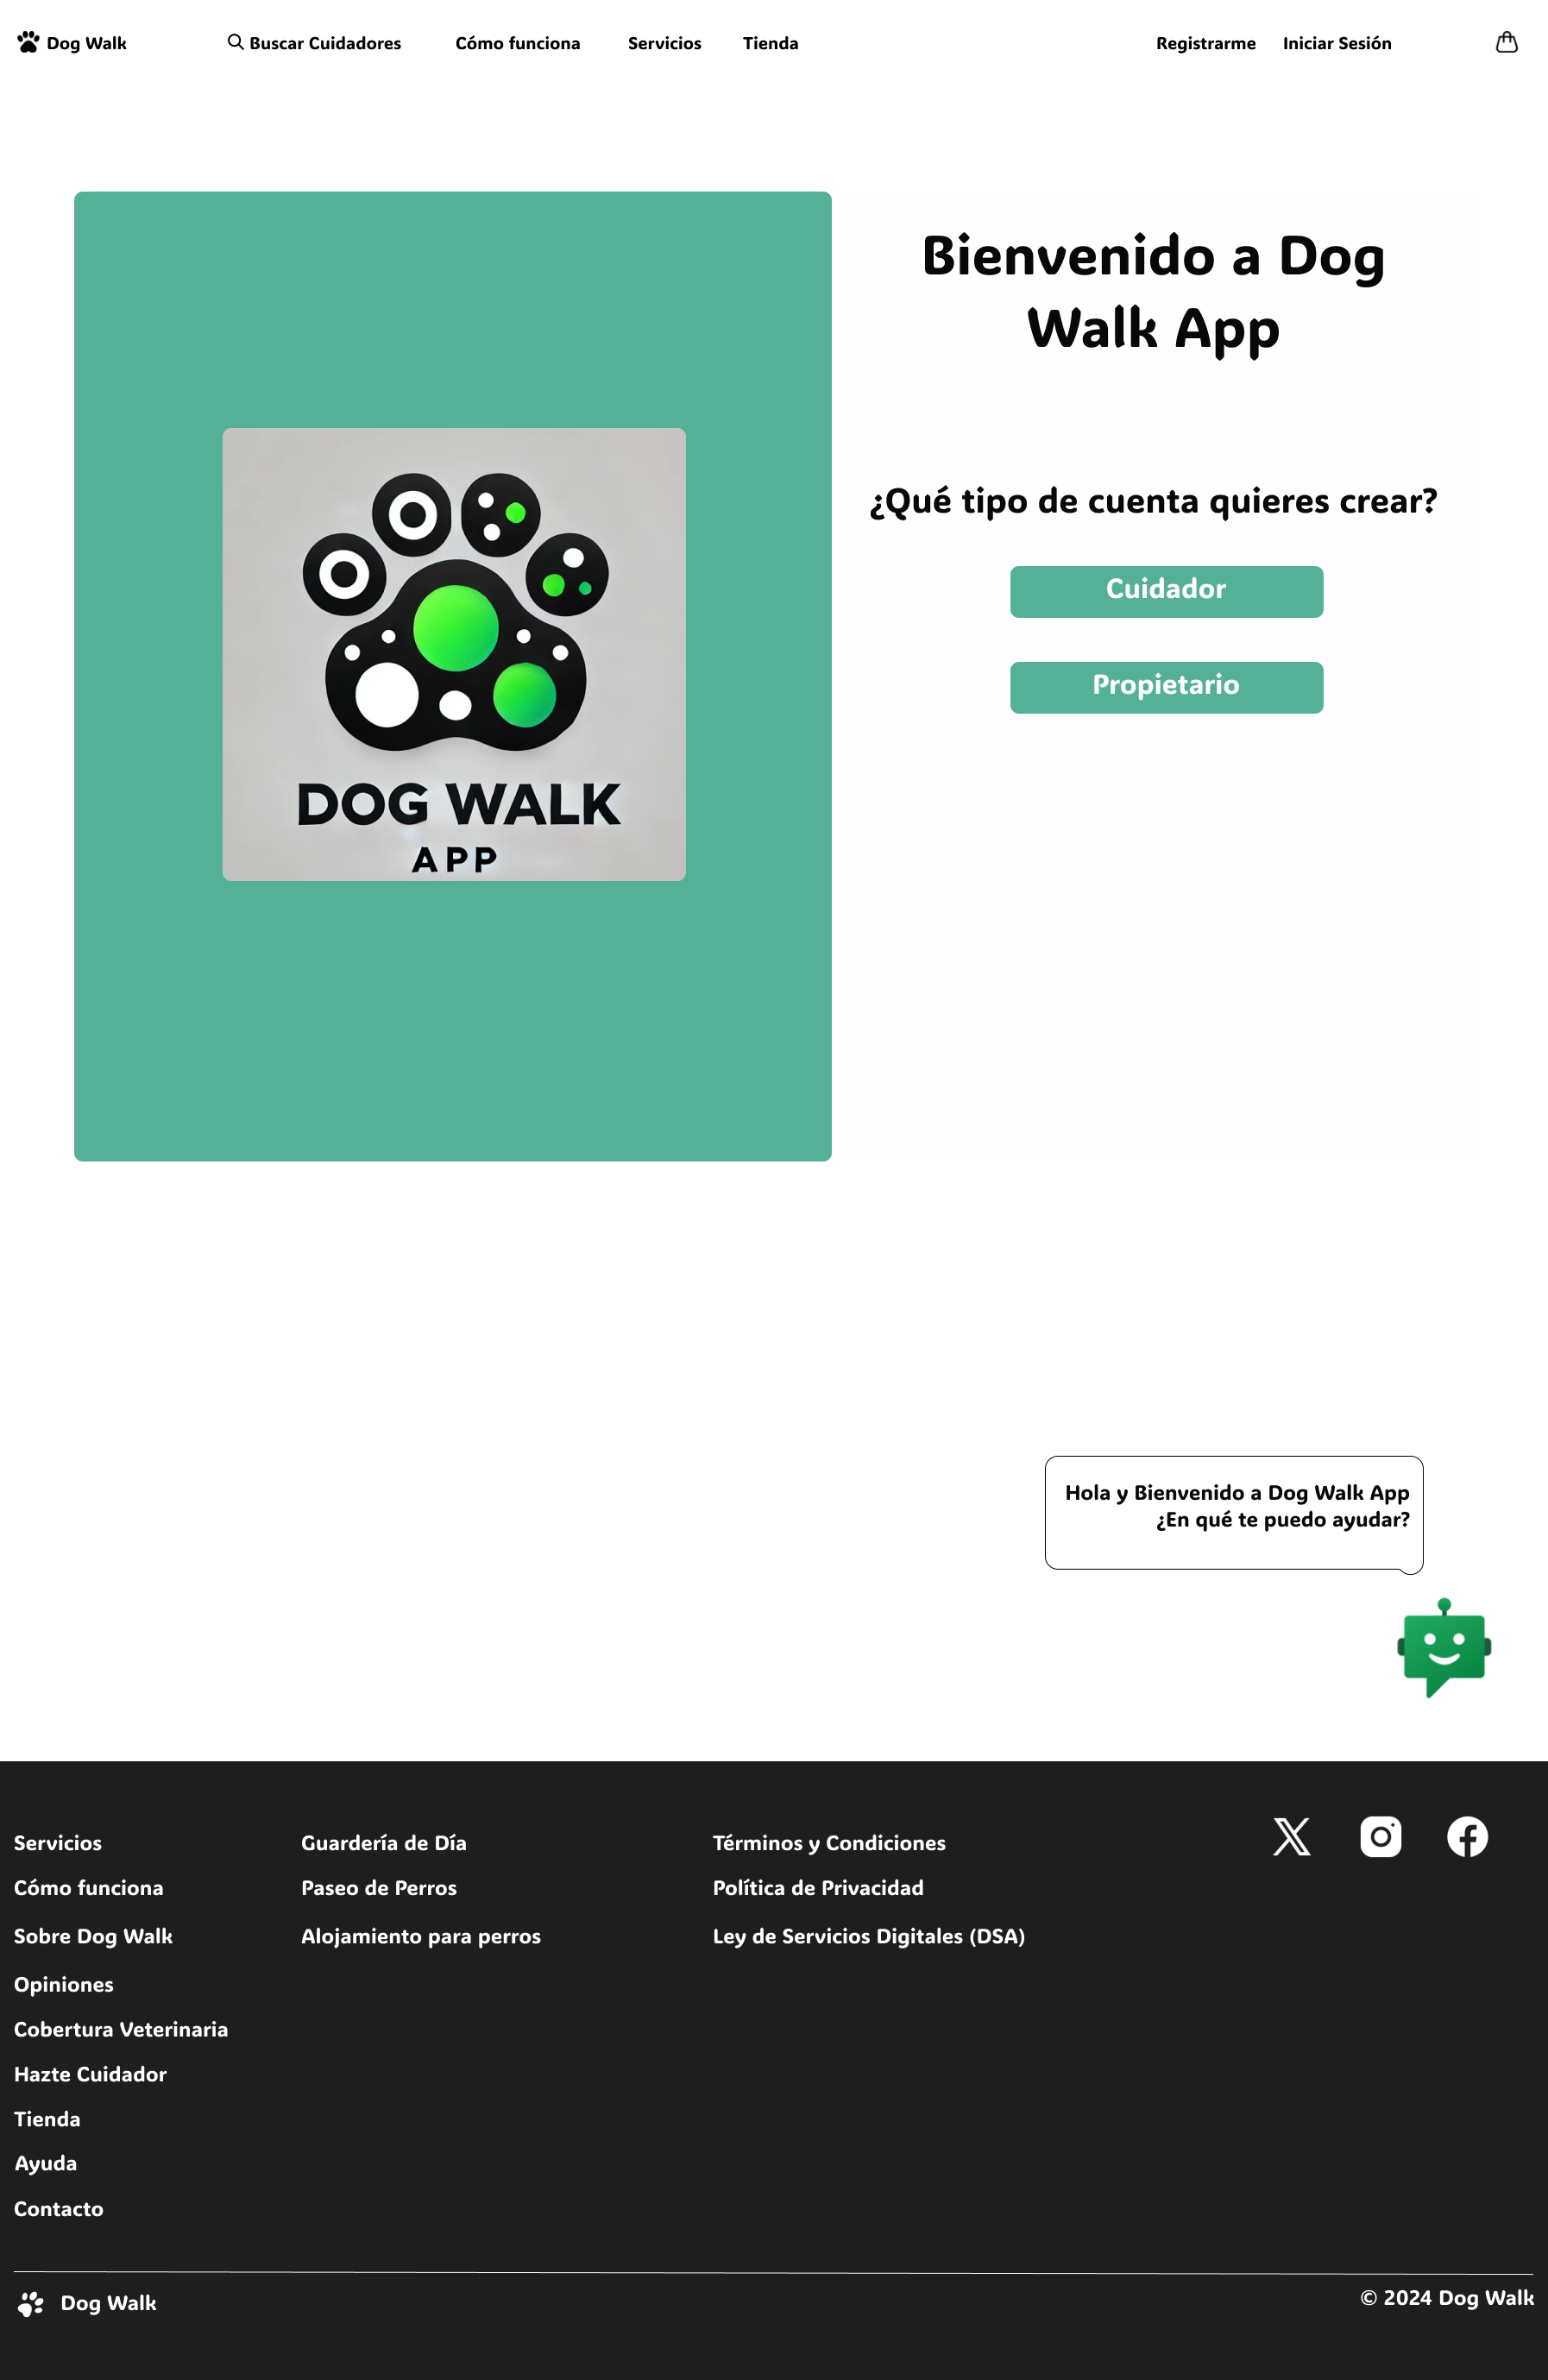 Dog Walk
Buscar Cuidadores
Cómo funciona
Servicios
Tienda
Registrarme
Iniciar Sesión
DOG WALK
APP
Bienvenido a Dog
Walk App
¿Qué tipo de cuenta quieres crear?
Cuidador
Propietario
Hola y Bienvenido a Dog Walk App
¿En qué te puedo ayudar?
Servicios
Cómo funciona
Sobre Dog Walk
Opiniones
Cobertura Veterinaria
Hazte Cuidador
Tienda
Ayuda
Contacto
Guardería de Día
Paseo de Perros
Alojamiento para perros
Términos y Condiciones
Política de Privacidad
Ley de Servicios Digitales (DSA)
Dog Walk
© 2024 Dog Walk